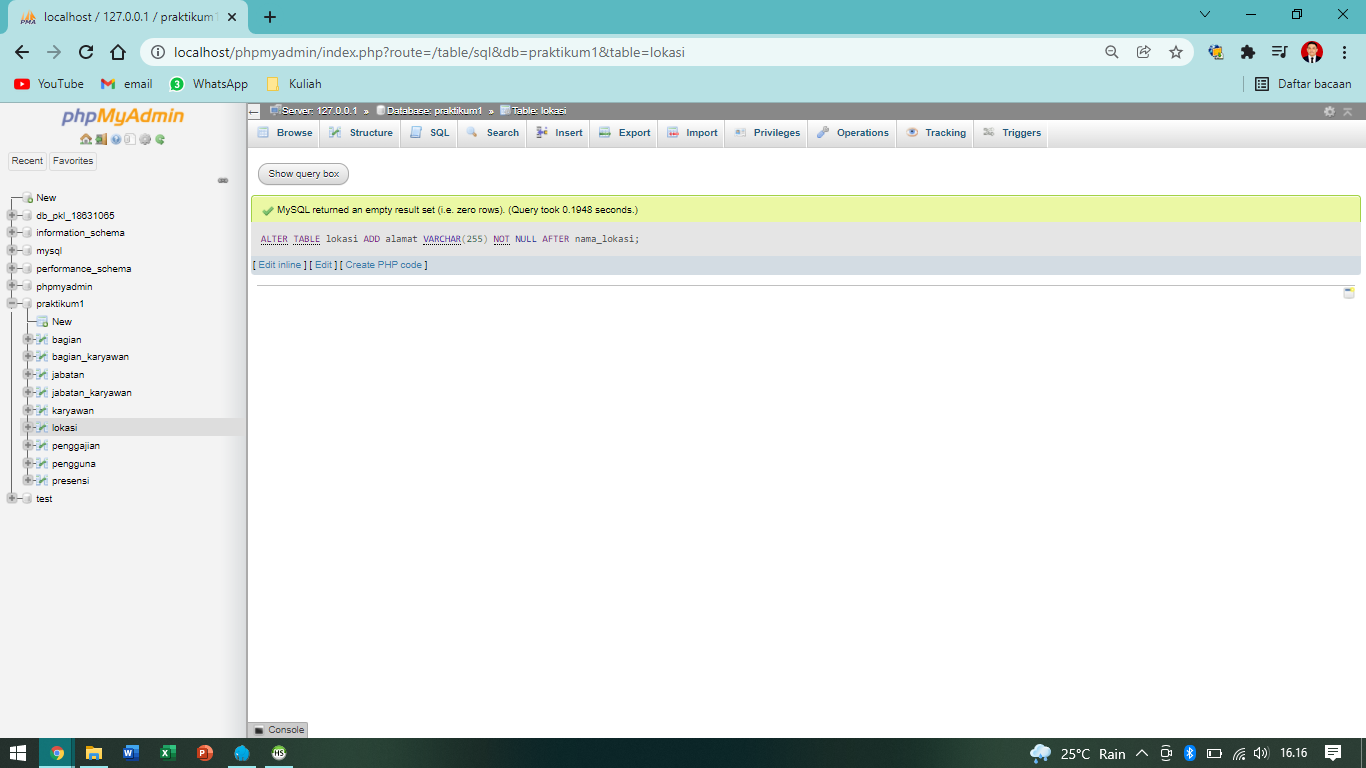 localhost / 127.0.0.1 / praktikum1
localhost/phpmyadmin/index.php?route=/table/sql&db=praktikum1&table=lokasi
YouTube
email
3
WhatsApp
Kuliah
Daftar bacaan
phpMyAdmin
Recent
Favorites
New
db_pkl_18631065
information_schema
mysql
performance_schema
phpmyadmin
praktikum1
New
bagian
bagian_karyawan
jabatan
jabatan_karyawan
karyawan
lokasi
penggajian
pengguna
presensi
test
Server: 127.0.0.1 » Database: praktikum1 » Table: lokasi
Browse
Structure
SQL
Search
Insert
Export
Import
Privileges
Operations
Tracking
Triggers
Show query box
MySQL returned an empty result set (i.e. zero rows). (Query took 0.1948 seconds.)
ALTER TABLE lokasi ADD alamat VARCHAR(255) NOT NULL AFTER nama_lokasi;
[ Edit inline ] [ Edit ] [ Create PHP code ]
Console
25°C Rain
16.16